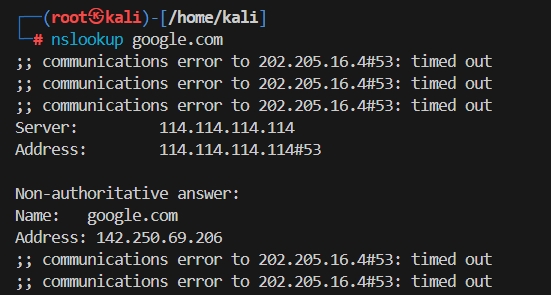 ┌──(root㉿kali)-[/home/kali]
└─# nslookup google.com
;; communications error to 202.205.16.4#53: timed out
;; communications error to 202.205.16.4#53: timed out
;; communications error to 202.205.16.4#53: timed out
Server:         114.114.114.114
Address:        114.114.114.114#53

Non-authoritative answer:
Name:   google.com
Address: 142.250.69.206
;; communications error to 202.205.16.4#53: timed out
;; communications error to 202.205.16.4#53: timed out